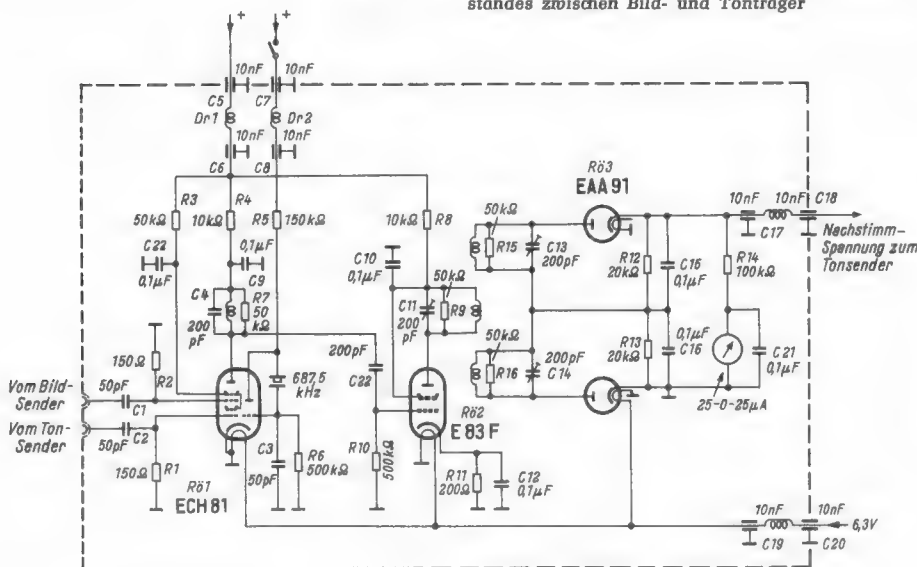 standes zwischen Bild- und Tonträger
+
+
10nF
10nF
C5
C7
Dr1
Dr2
10nF
10nF
C6
C8
R3
50kΩ
R4
10kΩ
R5
150kΩ
C22
0,1µF
0,1µF
C9
C4
200
pF
R7
50
kΩ
150Ω
R2
Vom Bild-
Sender
50pF
C1
Vom Ton-
Sender
50pF
C2
150Ω
R1
Rö1
ECH 81
687,5
kHz
C3
50pF
R6
500kΩ
200pF
C22
R10
500kΩ
C10
0,1µF
10kΩ
R8
C11
200
pF
50kΩ
R9
Rö2
E 83 F
R11
200Ω
C12
0,1µF
50kΩ
R15
C13
200pF
50kΩ
R16
200pF
C14
Rö3
EAA 91
R12
20kΩ
C16
0,1µF
R13
20kΩ
0,1µF
C16
R14
100kΩ
C21
0,1µF
25-0-25µA
10nF
C17
10nF
C18
Nachstimm-
Spannung zum
Tonsender
10nF
C19
10nF
C20
6,3V